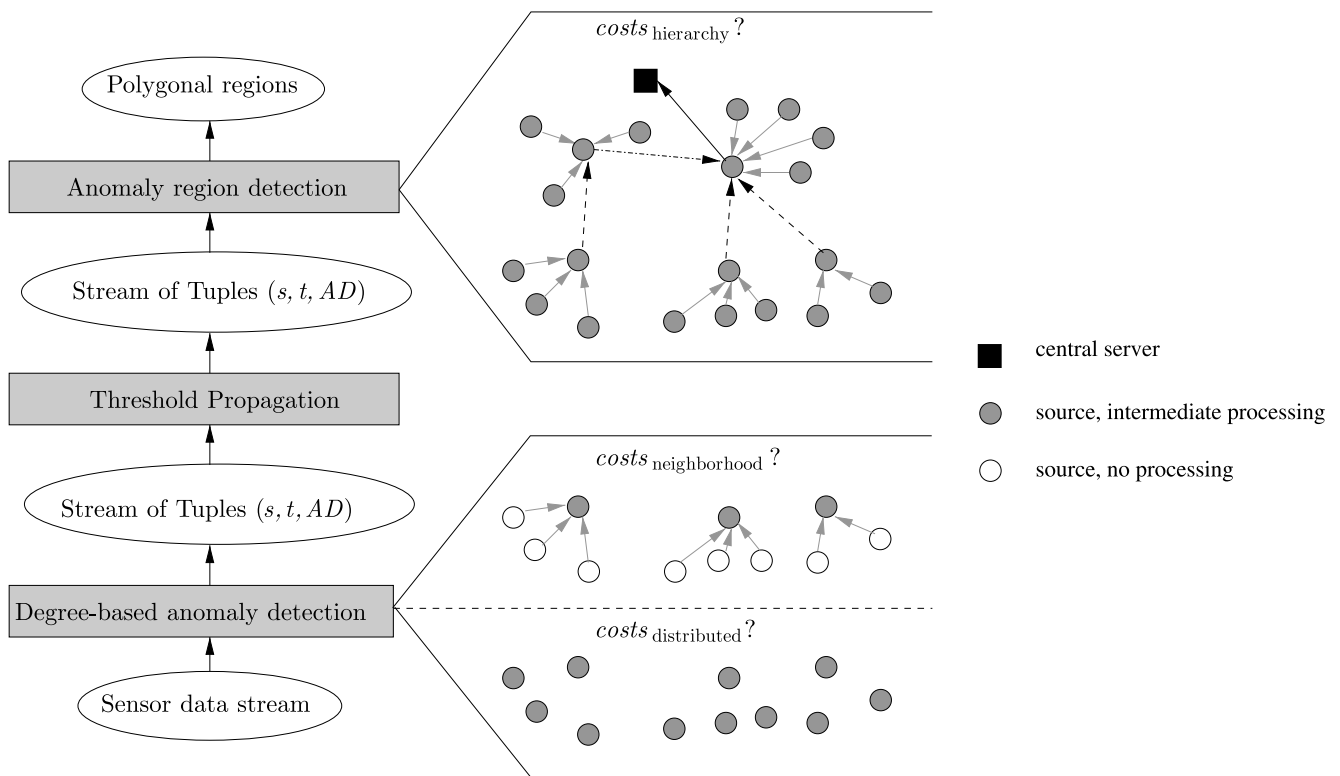 costs hierarchy ?
Polygonal regions
Anomaly region detection
Stream of Tuples (s, t, AD)
Threshold Propagation
Stream of Tuples (s, t, AD)
Degree-based anomaly detection
Sensor data stream
costs neighborhood ?
costs distributed ?
central server
source, intermediate processing
source, no processing